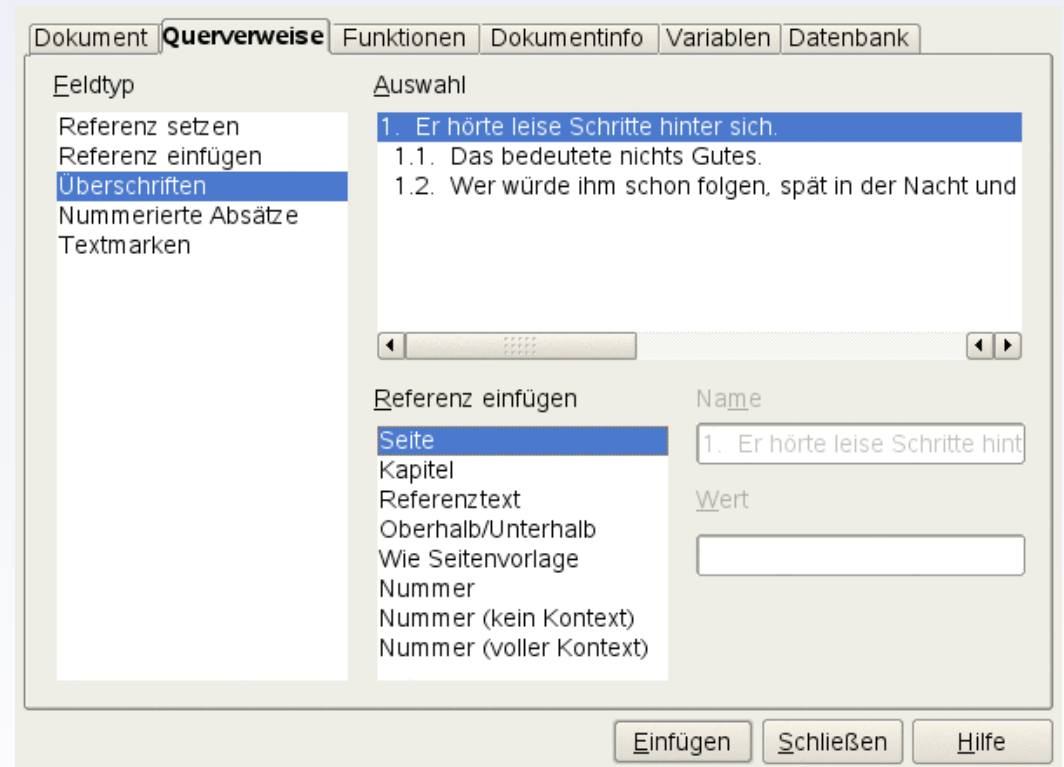 Dokument Querverweise Funktionen Dokumentinfo Variablen Datenbank
Feldtyp
Referenz setzen
Referenz einfügen
Überschriften
Nummerierte Absätze
Textmarken
Auswahl
1. Er hörte leise Schritte hinter sich.
1.1. Das bedeutete nichts Gutes.
1.2. Wer würde ihm schon folgen, spät in der Nacht und
Referenz einfügen
Seite
Kapitel
Referenztext
Oberhalb/Unterhalb
Wie Seitenvorlage
Nummer
Nummer (kein Kontext)
Nummer (voller Kontext)
Name
1. Er hörte leise Schritte hint
Wert
Einfügen Schließen Hilfe